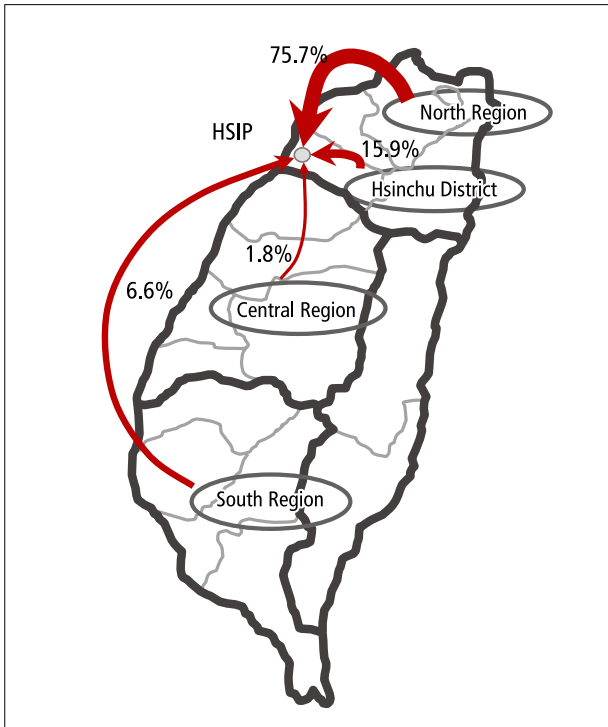 75.7%
North Region
HSIP
15.9%
Hsinchu District
1.8%
6.6%
Central Region
South Region